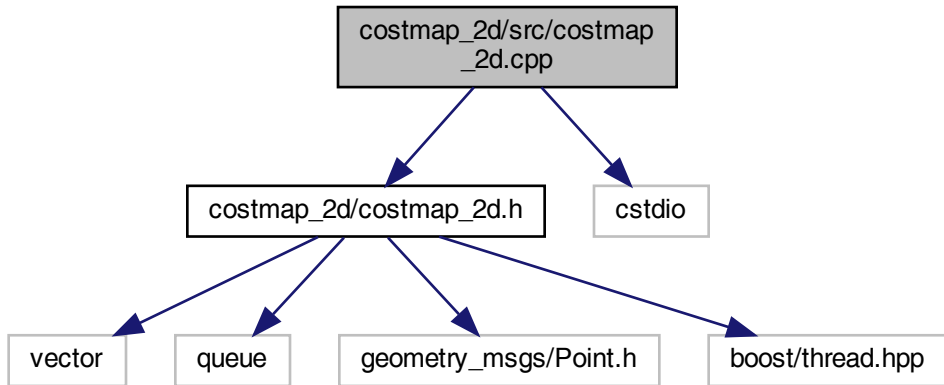 costmap_2d/src/costmap
_2d.cpp
costmap_2d/costmap_2d.h
cstdio
vector
queue
geometry_msgs/Point.h
boost/thread.hpp